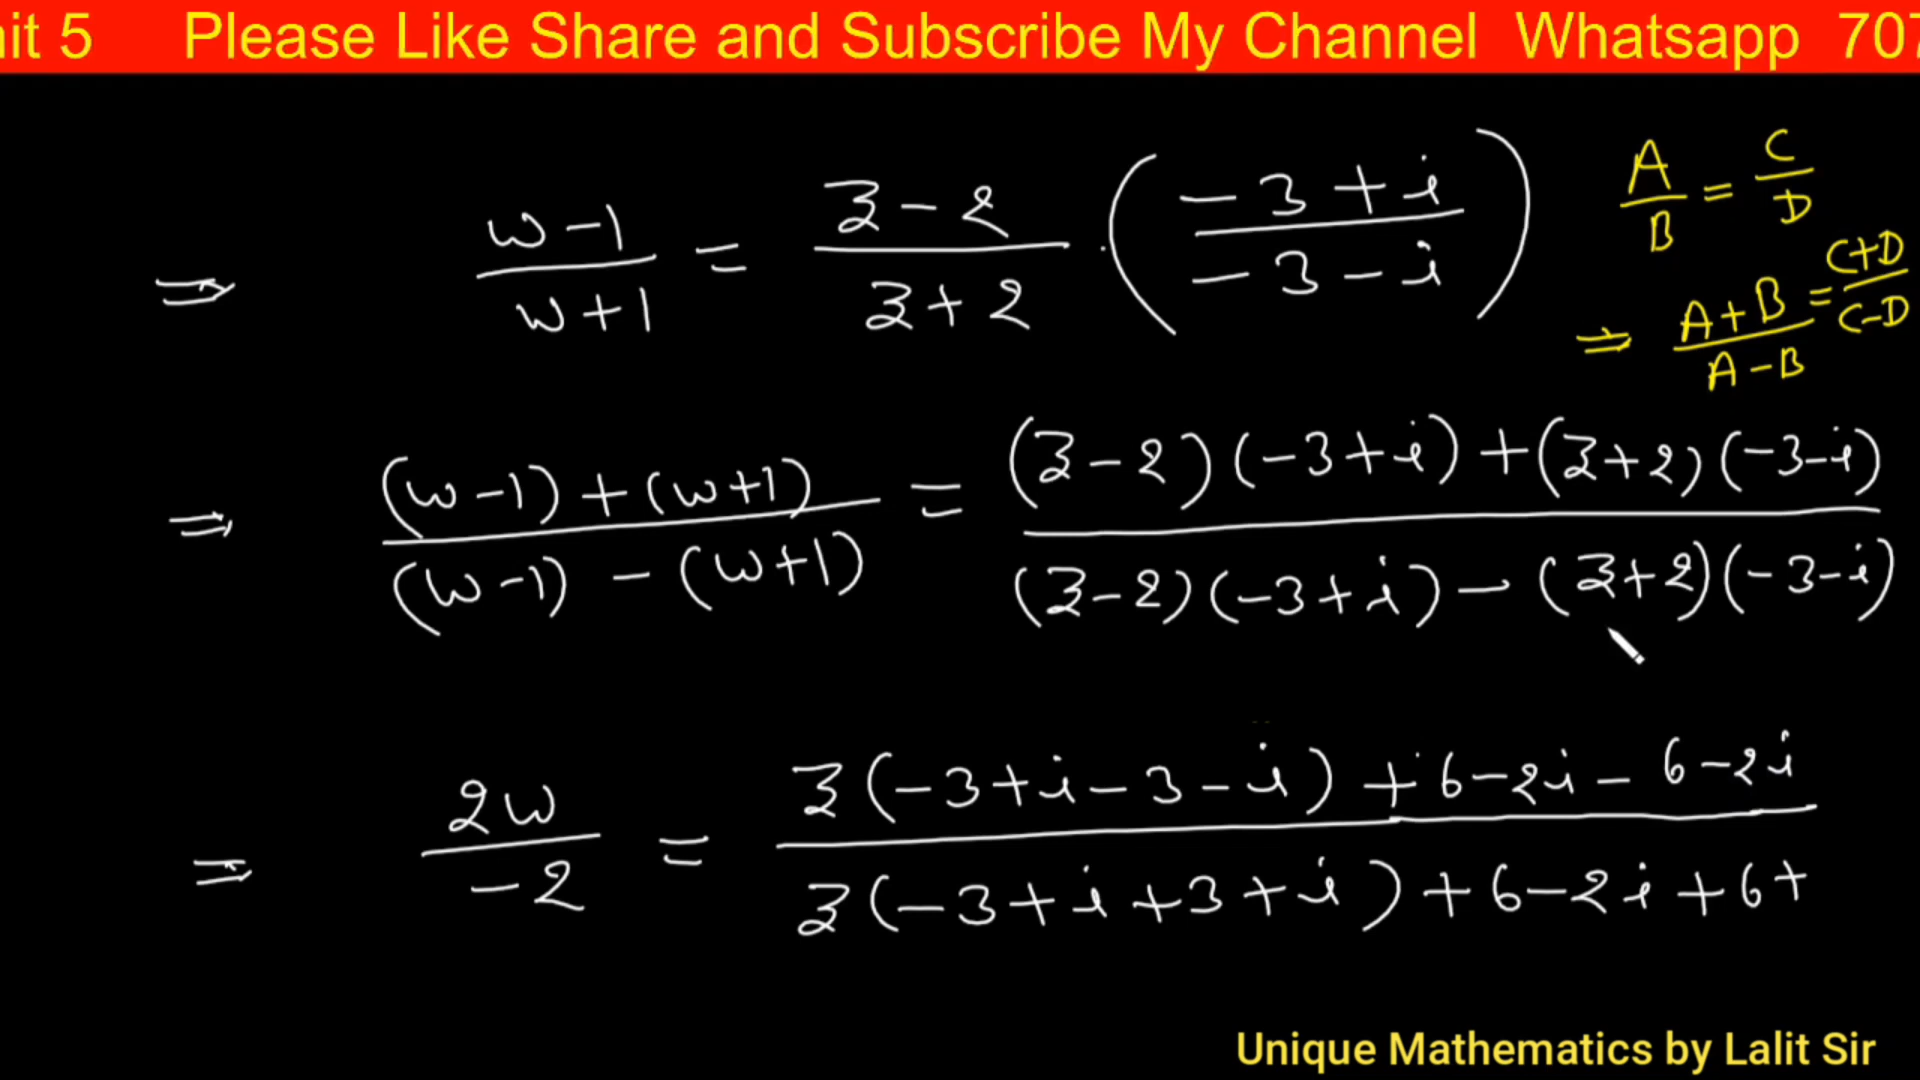 it 5 Please Like Share and Subscribe My Channel Whatsapp 707
⇒ (w-1)/(w+1) = (z-2)/(z+2) · ((-3+i)/(-3-i))
A/B = C/D
⇒ (A+B)/(A-B) = (C+D)/(C-D)
⇒ ((w-1)+(w+1))/((w-1)-(w+1)) = ((z-2)(-3+i)+(z+2)(-3-i))/((z-2)(-3+i)-(z+2)(-3-i))
⇒ 2w/-2 = (z(-3+i-3-i)+6-2i-6-2i)/(z(-3+i+3+i)+6-2i+6+
Unique Mathematics by Lalit Sir